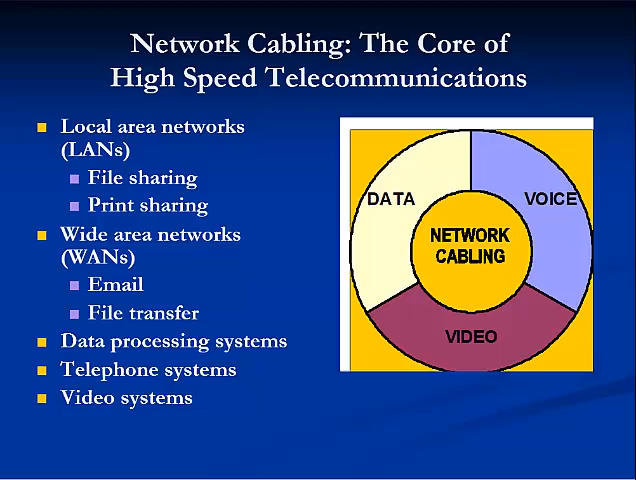 Network Cabling: The Core of
High Speed Telecommunications
Local area networks
(LANs)
File sharing
Print sharing
Wide area networks
(WANs)
Email
File transfer
Data processing systems
Telephone systems
Video systems
DATA
VOICE
NETWORK
CABLING
VIDEO